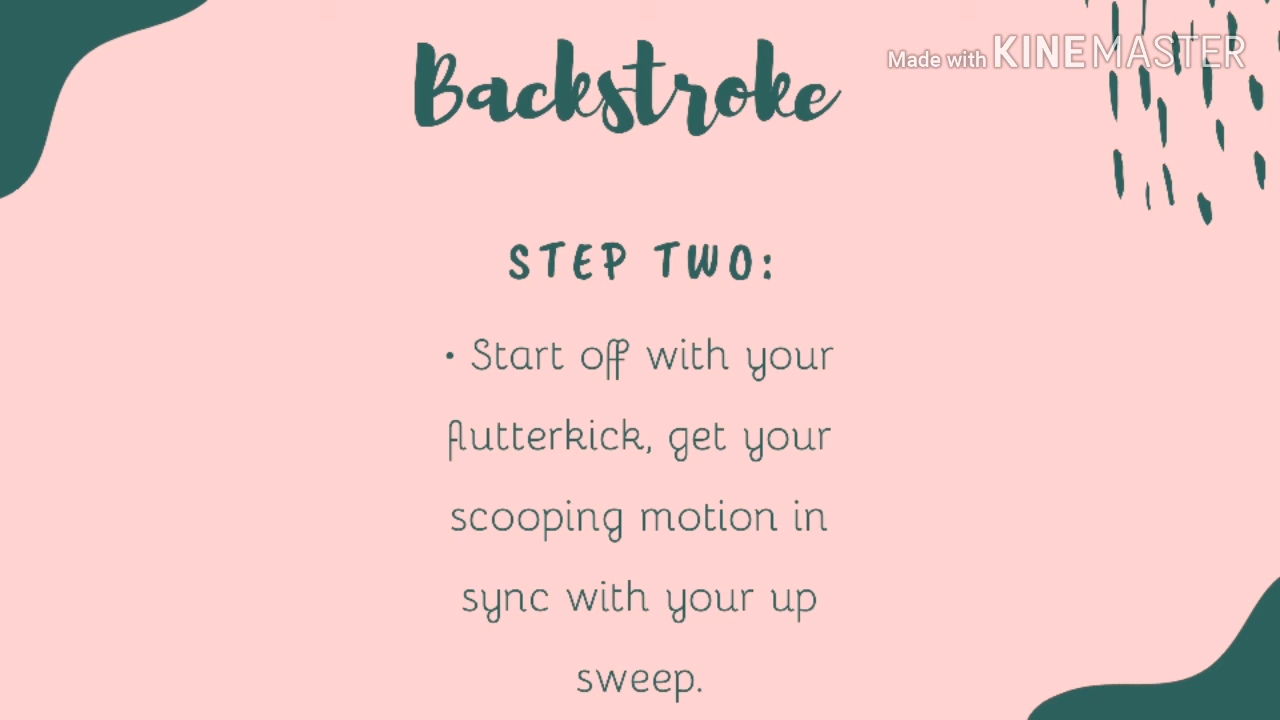 Made with KINEMASTER
Backstroke
STEP TWO:
• Start off with your
flutterkick, get your
scooping motion in
sync with your up
sweep.